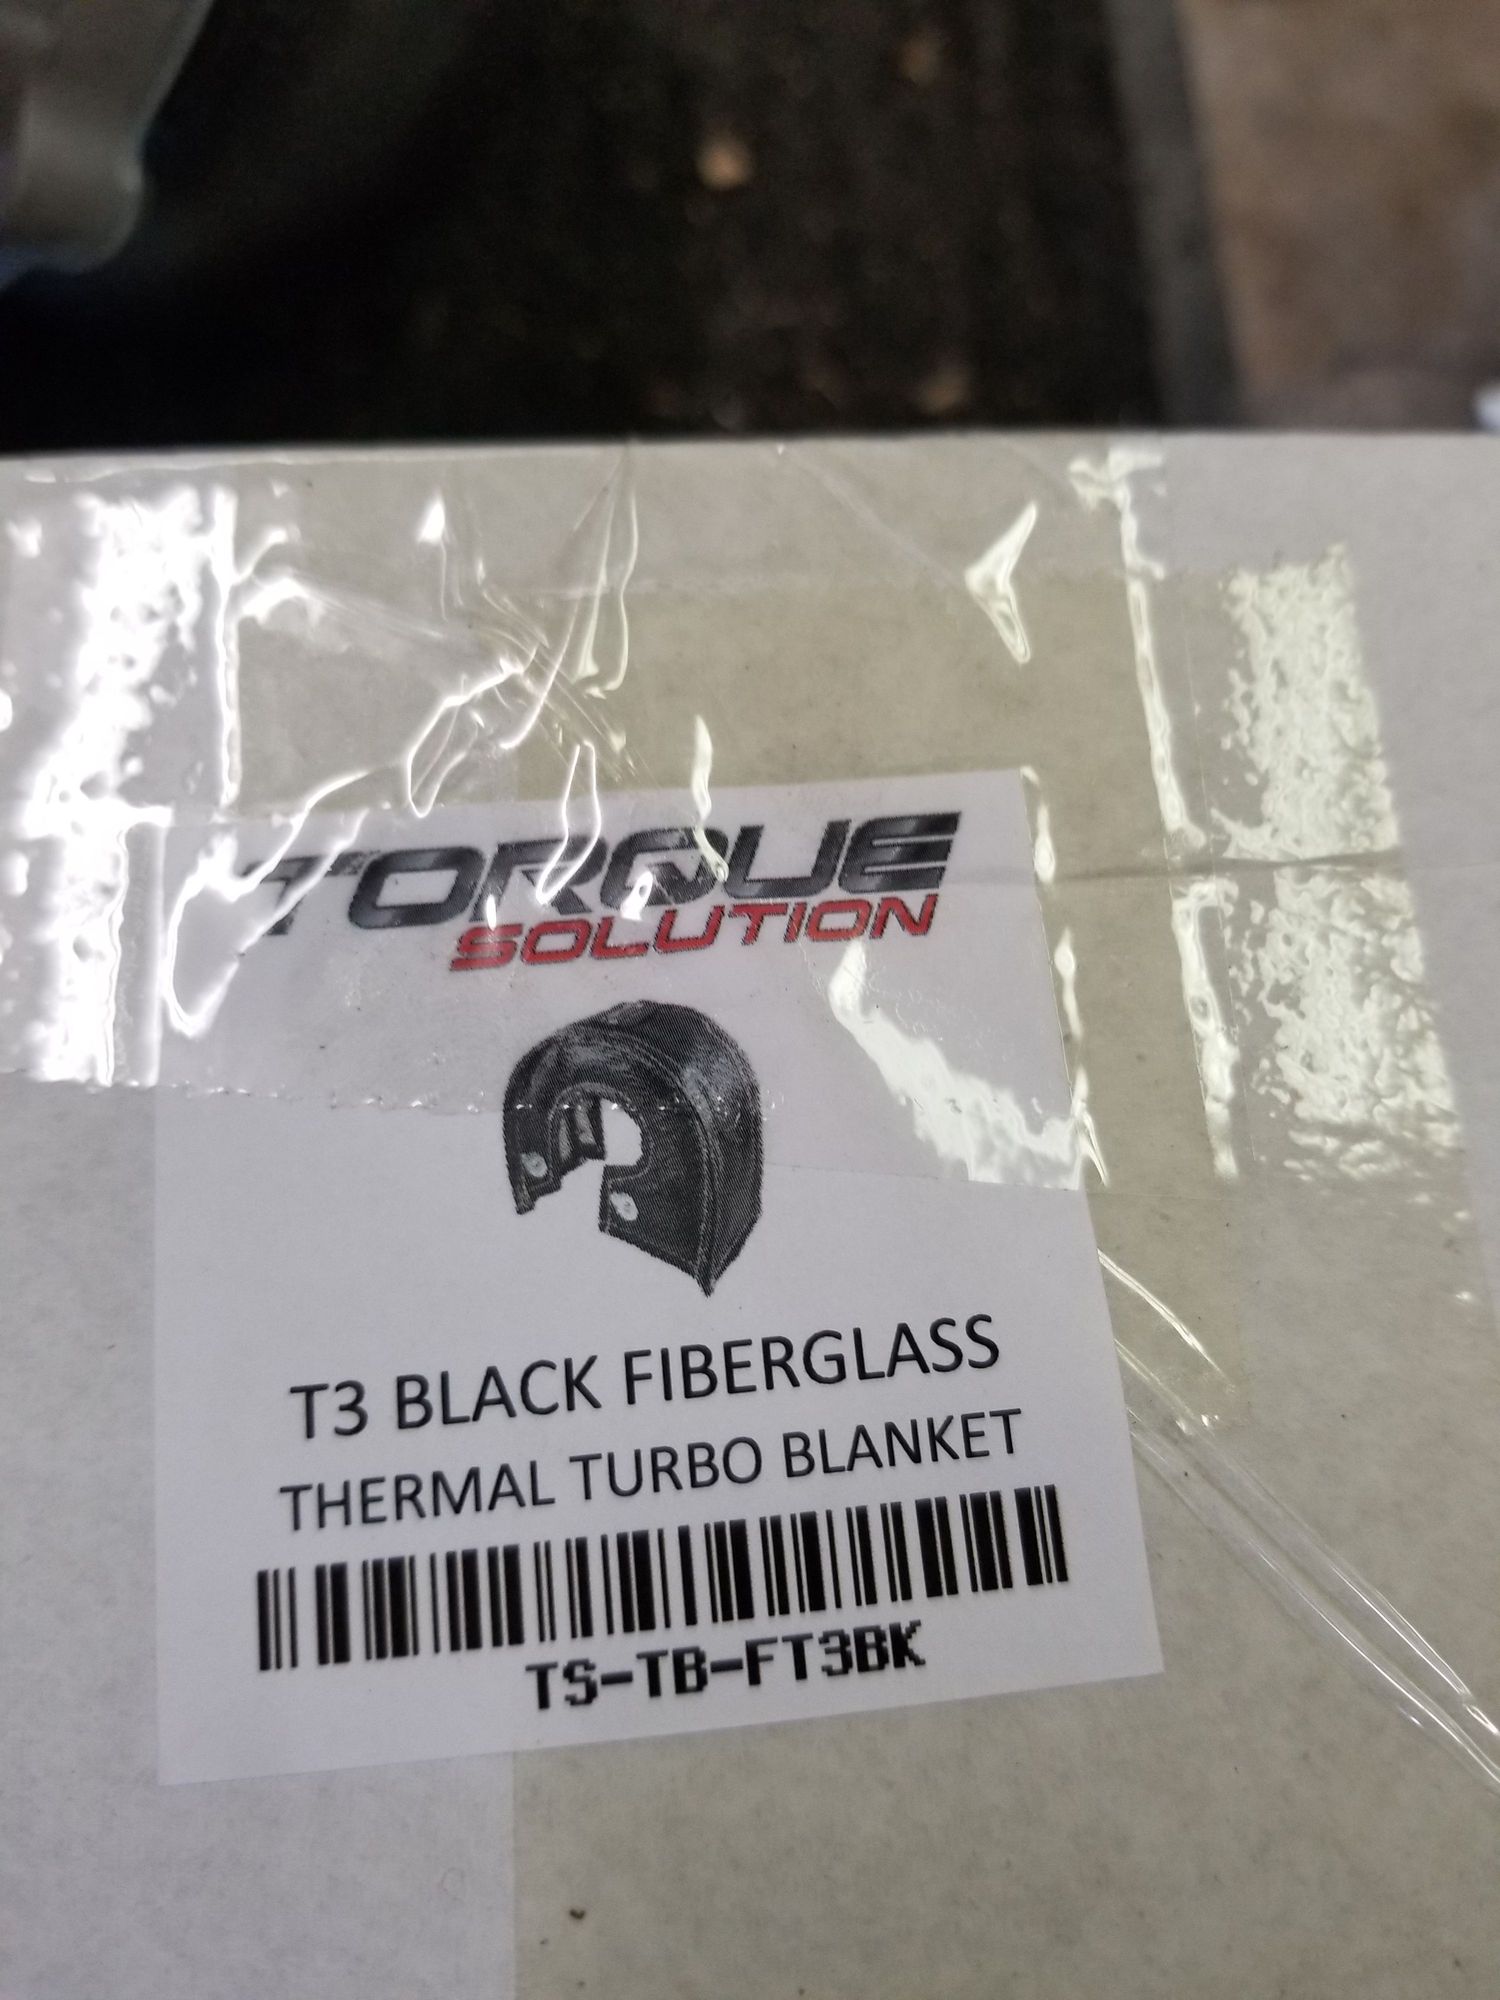 TORQUE
SOLUTION
T3 BLACK FIBERGLASS
THERMAL TURBO BLANKET
TS-TB-FT3BK